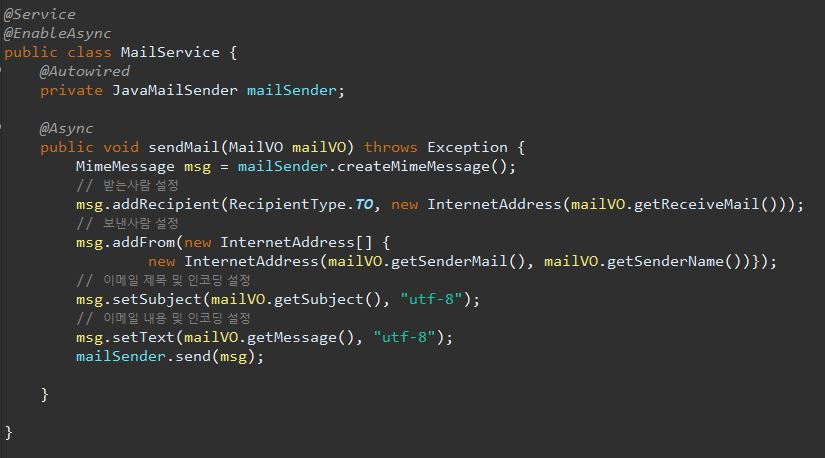 @Service
@EnableAsync
public class MailService {
@Autowired
private JavaMailSender mailSender;
@Async
public void sendMail(MailVO mailVO) throws Exception {
MimeMessage msg = mailSender.createMimeMessage();
// 받는사람 설정
msg.addRecipient(RecipientType.TO, new InternetAddress(mailVO.getReceiveMail()));
// 보낸사람 설정
msg.addFrom(new InternetAddress[] {
new InternetAddress(mailVO.getSenderMail(), mailVO.getSenderName())});
// 이메일 제목 및 인코딩 설정
msg.setSubject(mailVO.getSubject(), "utf-8");
// 이메일 내용 및 인코딩 설정
msg.setText(mailVO.getMessage(), "utf-8");
mailSender.send(msg);
}
}